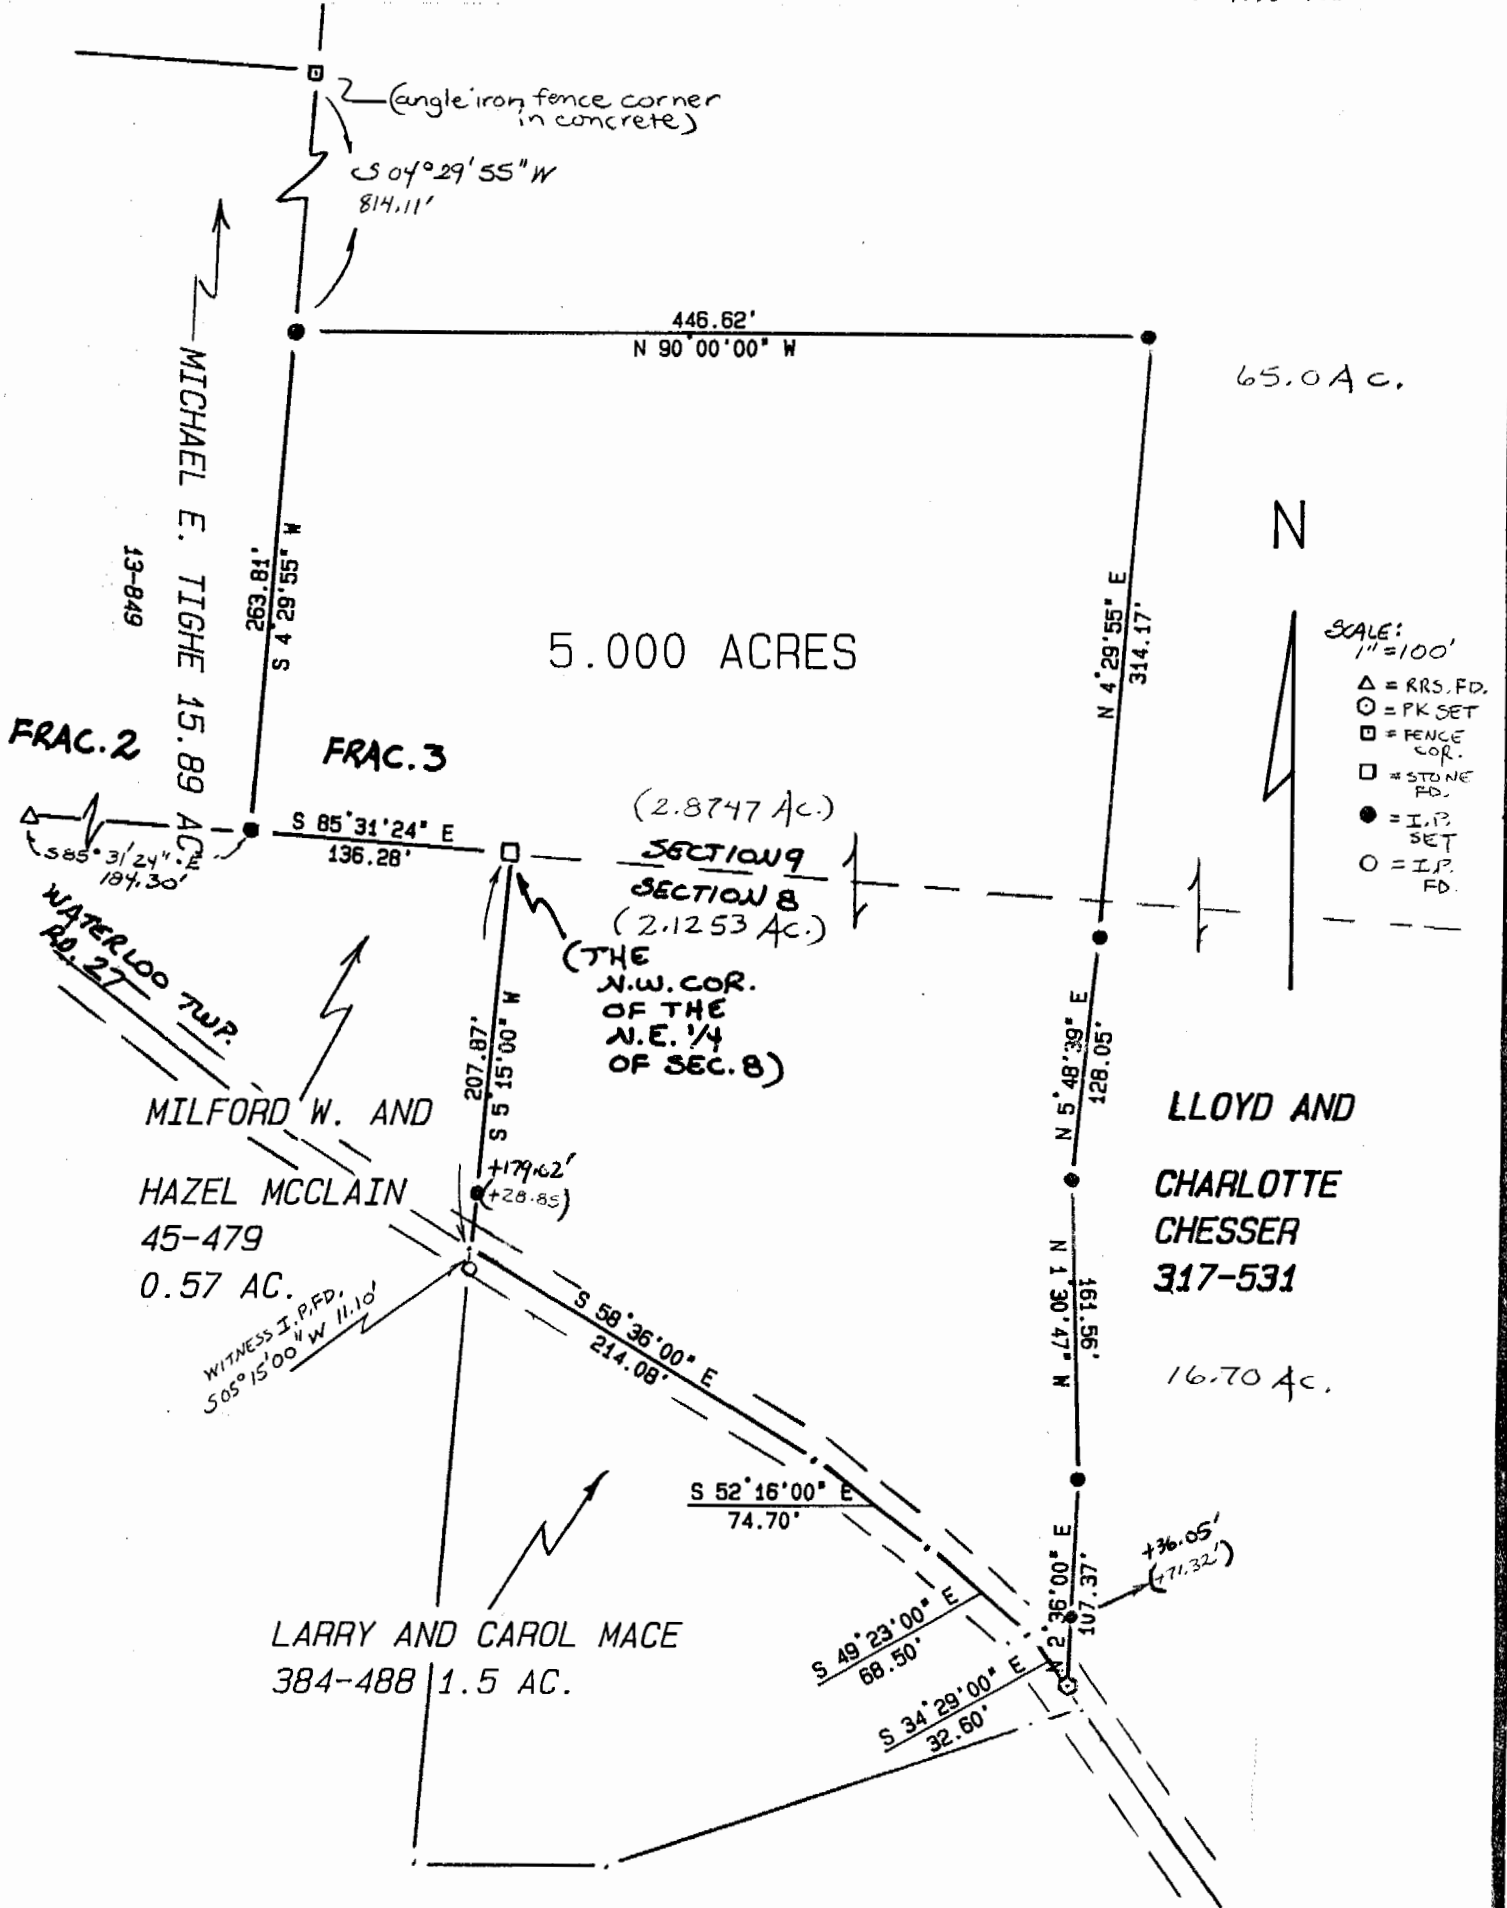 (angle iron fence corner
in concrete)
S 04°29'55" W
814.11'
446.62'
N 90°00'00" W
65.0 Ac.
MICHAEL E. TIGHE 15.89 AC.
13-849
263.81'
S 4°29'55" W
5.000 ACRES
N 4°29'55" E
314.17'
N
SCALE:
1"=100'
△ = RRS. FD.
= PK SET
= FENCE
COR.
□ = STONE
FD.
● = I.P.
SET
○ = I.P.
FD.
FRAC. 2
FRAC. 3
S85°31'24" E
184.30'
S 85°31'24" E
136.28'
(2.8747 Ac.)
SECTION 9
SECTION 8
(2.1253 Ac.)
(THE
N.W. COR.
OF THE
N.E. 1/4
OF SEC. 8)
WATERLOO TWP.
RD. 27
207.87'
S 5°15'00" W
N 5°48'39" E
128.05'
MILFORD W. AND
HAZEL MCCLAIN
45-479
0.57 AC.
+179.02'
(+28.85)
LLOYD AND
CHARLOTTE
CHESSER
317-531
16.70 Ac.
WITNESS I.P. FD.
S05°15'00" W 11.10'
S 58°36'00" E
214.08'
N 1°30'47" W
161.56'
S 52°16'00" E
74.70'
N 2°36'00" E
107.37'
+36.05'
(+71.32')
S 49°23'00" E
68.50'
S 34°29'00" E
32.60'
LARRY AND CAROL MACE
384-488 1.5 AC.